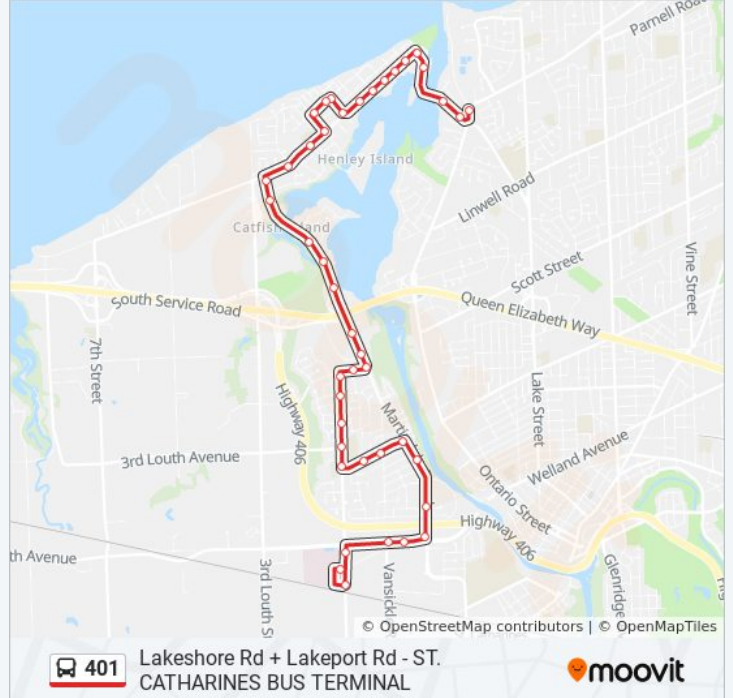 Parnell Road
Henley Island
Linwell Road
Catfish Island
Scott Street
Vine Street
South Service Road
Queen Elizabeth Way
7th Street
Lake Street
Highway 406
3rd Louth Avenue
Welland Avenue
Ontario Street
Highway 406
th Avenue
3rd Louth St
Vansickl
Glenridge
© OpenStreetMap contributors | © OpenMapTiles
401
Lakeshore Rd + Lakeport Rd - ST.
CATHARINES BUS TERMINAL
moovit